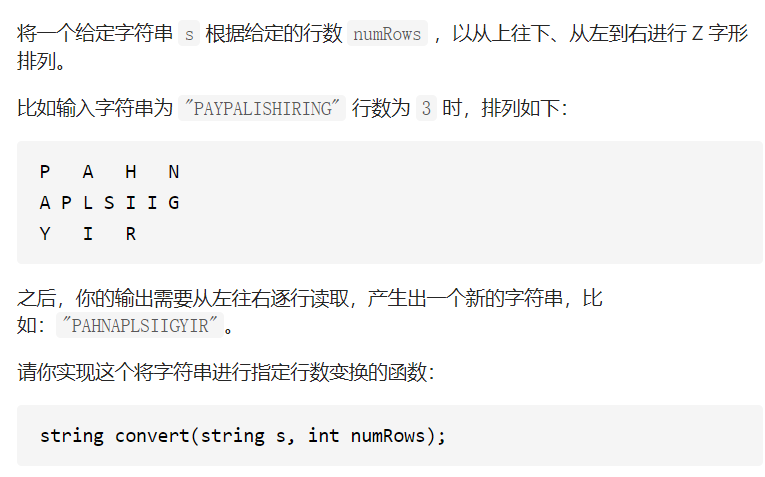 将一个给定字符串 s 根据给定的行数 numRows ，以从上往下、从左到右进行 Z 字形
排列。
比如输入字符串为 "PAYPALISHIRING" 行数为 3 时，排列如下：
P   A   H   N
A P L S I I G
Y   I   R
之后，你的输出需要从左往右逐行读取，产生出一个新的字符串，比
如："PAHNAPLSIIGYIR"。
请你实现这个将字符串进行指定行数变换的函数：
string convert(string s, int numRows);